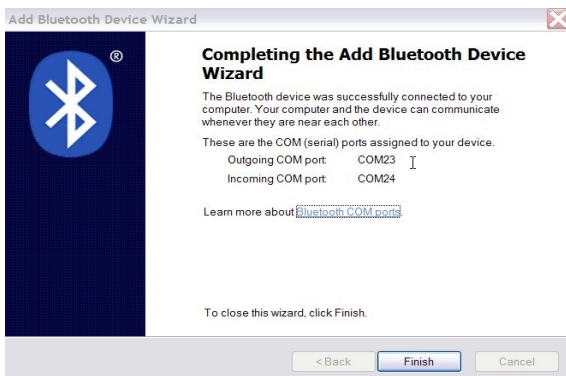 Add Bluetooth Device Wizard
®
Completing the Add Bluetooth Device
Wizard
The Bluetooth device was successfully connected to your
computer. Your computer and the device can communicate
whenever they are near each other.
These are the COM (serial) ports assigned to your device.
Outgoing COM port: COM23
Incoming COM port: COM24
Learn more about Bluetooth COM ports.
To close this wizard, click Finish.
< Back Finish Cancel